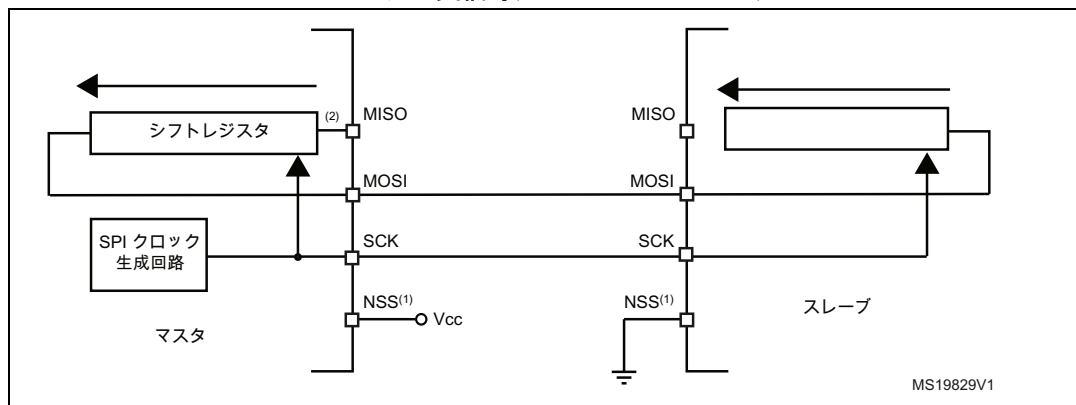 (2)
MISO
MISO
シフトレジスタ
MOSI
MOSI
SPI クロック
生成回路
SCK
SCK
NSS(1)
Vcc
NSS(1)
マスタ
スレーブ
MS19829V1